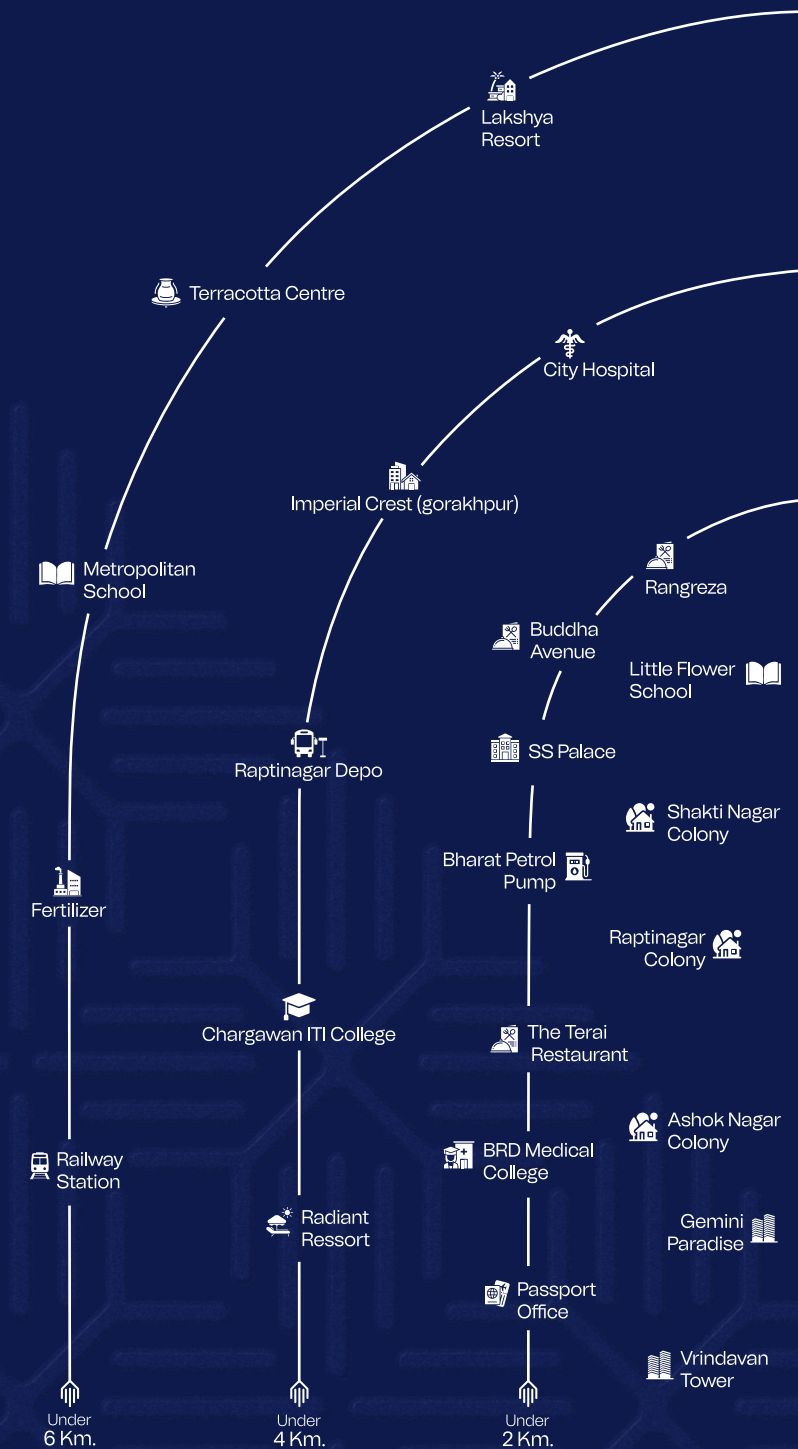 Lakshya
Resort
Terracotta Centre
City Hospital
Imperial Crest (gorakhpur)
Metropolitan
School
Rangreza
Buddha
Avenue
Little Flower
School
Raptinagar Depo
SS Palace
Shakti Nagar
Colony
Bharat Petrol
Pump
Fertilizer
Raptinagar
Colony
Chargawan ITI College
The Terai
Restaurant
Ashok Nagar
Colony
Railway
Station
BRD Medical
College
Radiant
Ressort
Gemini
Paradise
Passport
Office
Vrindavan
Tower
Under
6 Km.
Under
4 Km.
Under
2 Km.